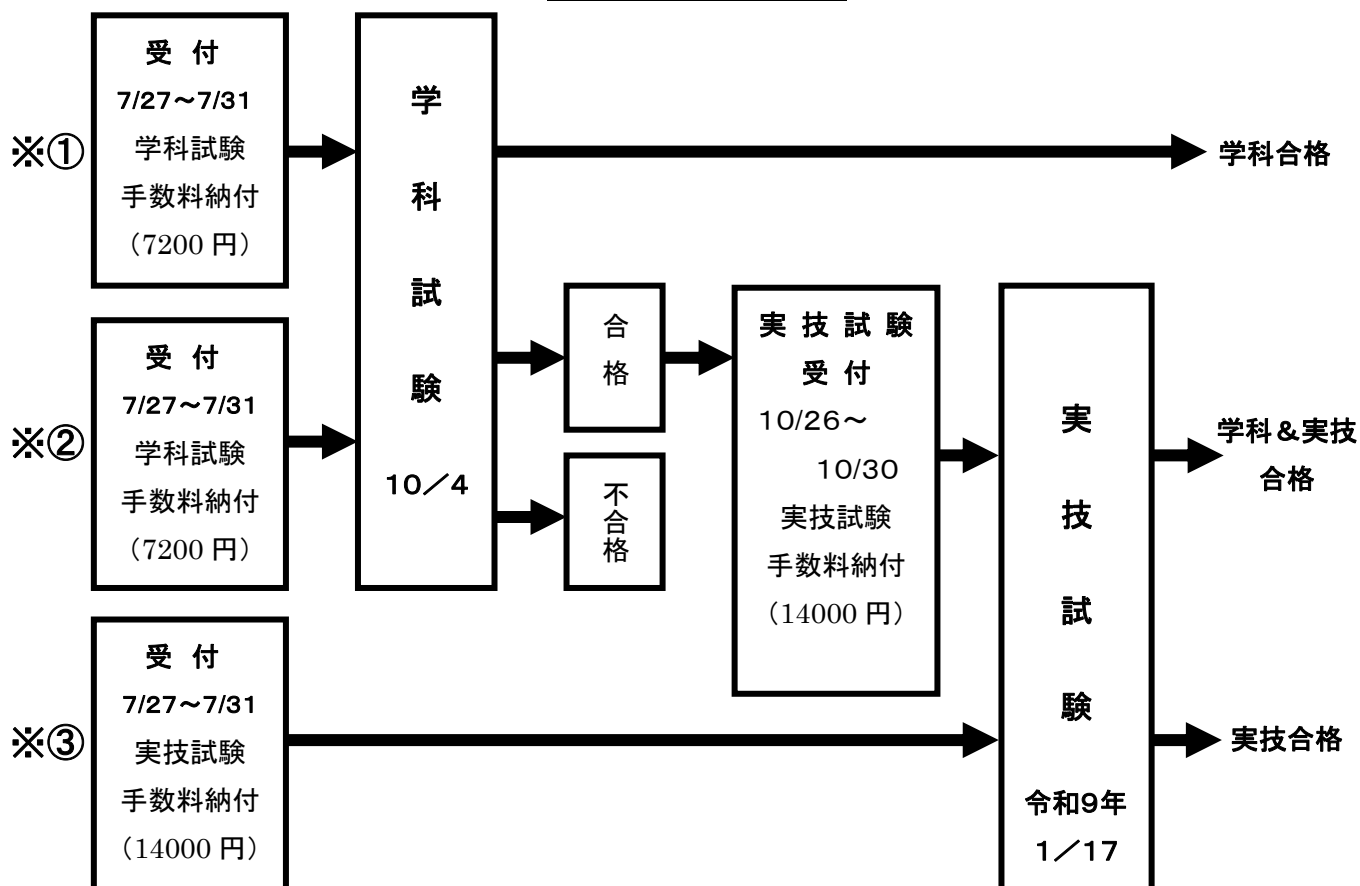 ※①
受 付
7/27～7/31
学科試験
手数料納付
（7200 円）
※②
受 付
7/27～7/31
学科試験
手数料納付
（7200 円）
※③
受 付
7/27～7/31
実技試験
手数料納付
（14000 円）
学
科
試
験
10／4
合
格
不
合
格
実 技 試 験
受 付
10/26～
10/30
実技試験
手数料納付
（14000 円）
実
技
試
験
令和9年
1／17
学科合格
学科＆実技
合格
実技合格